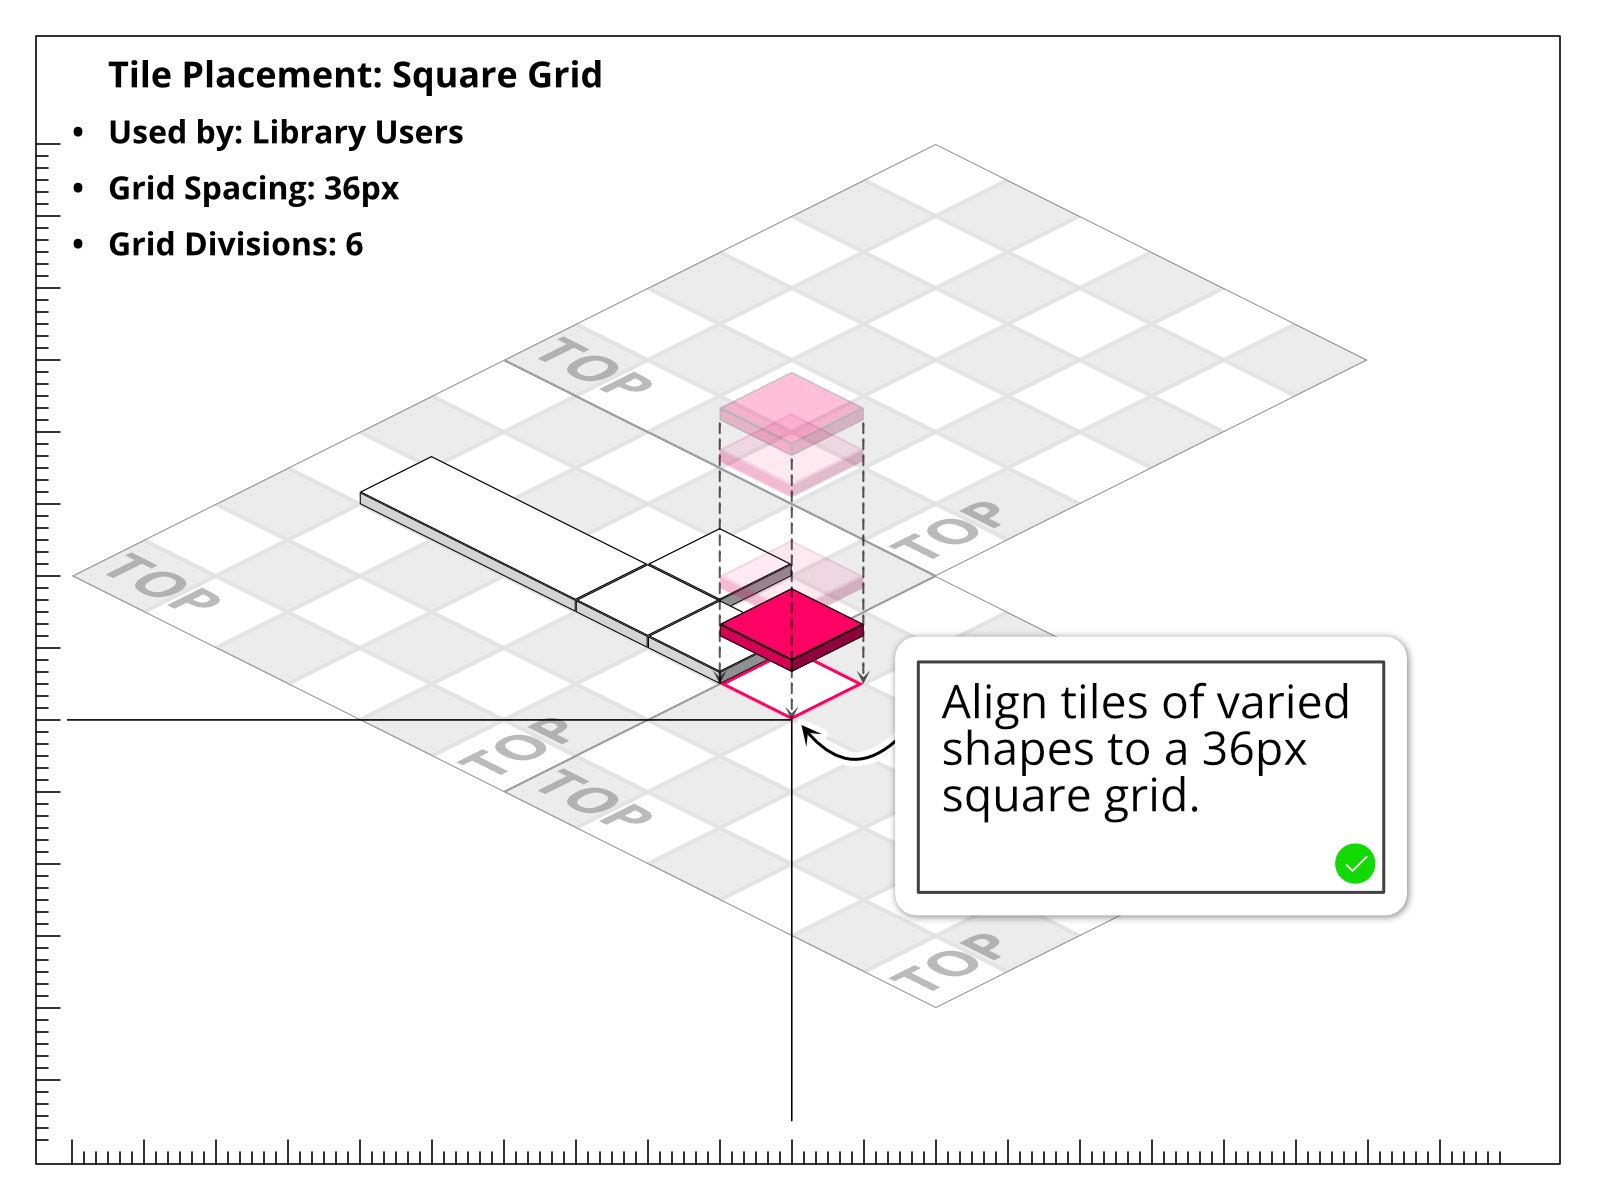 Tile Placement: Square Grid
• Used by: Library Users
• Grid Spacing: 36px
• Grid Divisions: 6
TOP
TOP
TOP
TOP
TOP
TOP
Align tiles of varied
shapes to a 36px
square grid.